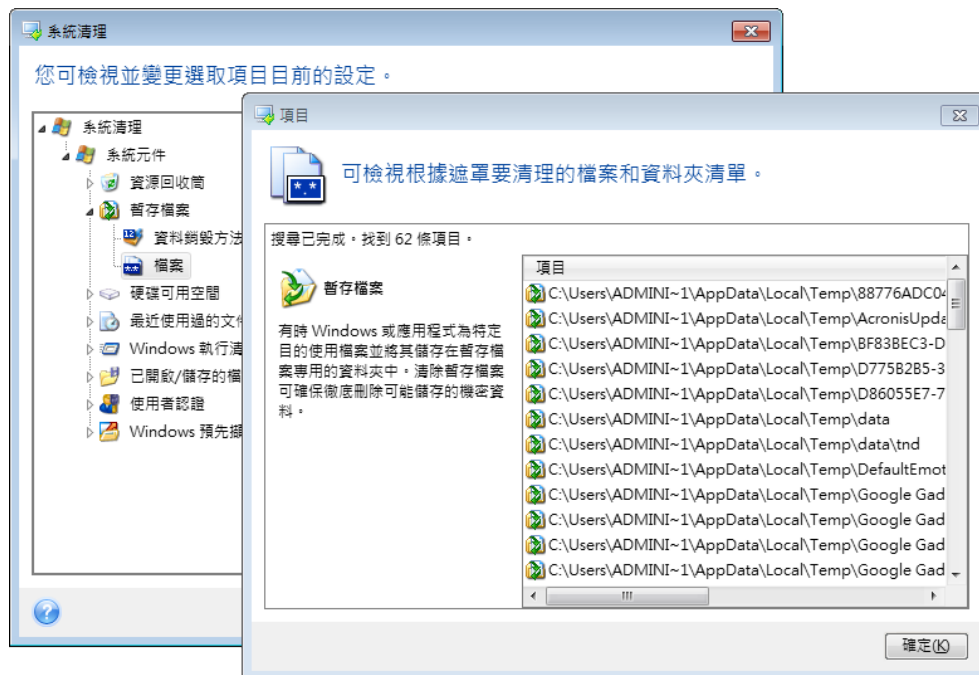 系統清理
您可檢視並變更選取項目目前的設定。
系統清理
系統元件
資源回收筒
暫存檔案
資料銷毀方法
檔案
硬碟可用空間
最近使用過的文件
Windows 執行清
已開啟/儲存的檔
使用者認證
Windows 預先擷
項目
可檢視根據遮罩要清理的檔案和資料夾清單。
搜尋已完成。找到 62 條項目。
暫存檔案
有時 Windows 或應用程式為特定
目的使用檔案並將其儲存在暫存檔
案專用的資料夾中。清除暫存檔案
可確保徹底刪除可能儲存的機密資
料。
項目
C:\Users\ADMINI~1\AppData\Local\Temp\88776ADC04
C:\Users\ADMINI~1\AppData\Local\Temp\AcronisUpda
C:\Users\ADMINI~1\AppData\Local\Temp\BF83BEC3-D
C:\Users\ADMINI~1\AppData\Local\Temp\D775B2B5-3
C:\Users\ADMINI~1\AppData\Local\Temp\D86055E7-7
C:\Users\ADMINI~1\AppData\Local\Temp\data
C:\Users\ADMINI~1\AppData\Local\Temp\data\tnd
C:\Users\ADMINI~1\AppData\Local\Temp\DefaultEmot
C:\Users\ADMINI~1\AppData\Local\Temp\Google Gad
C:\Users\ADMINI~1\AppData\Local\Temp\Google Gad
C:\Users\ADMINI~1\AppData\Local\Temp\Google Gad
C:\Users\ADMINI~1\AppData\Local\Temp\Google Gad
確定(K)